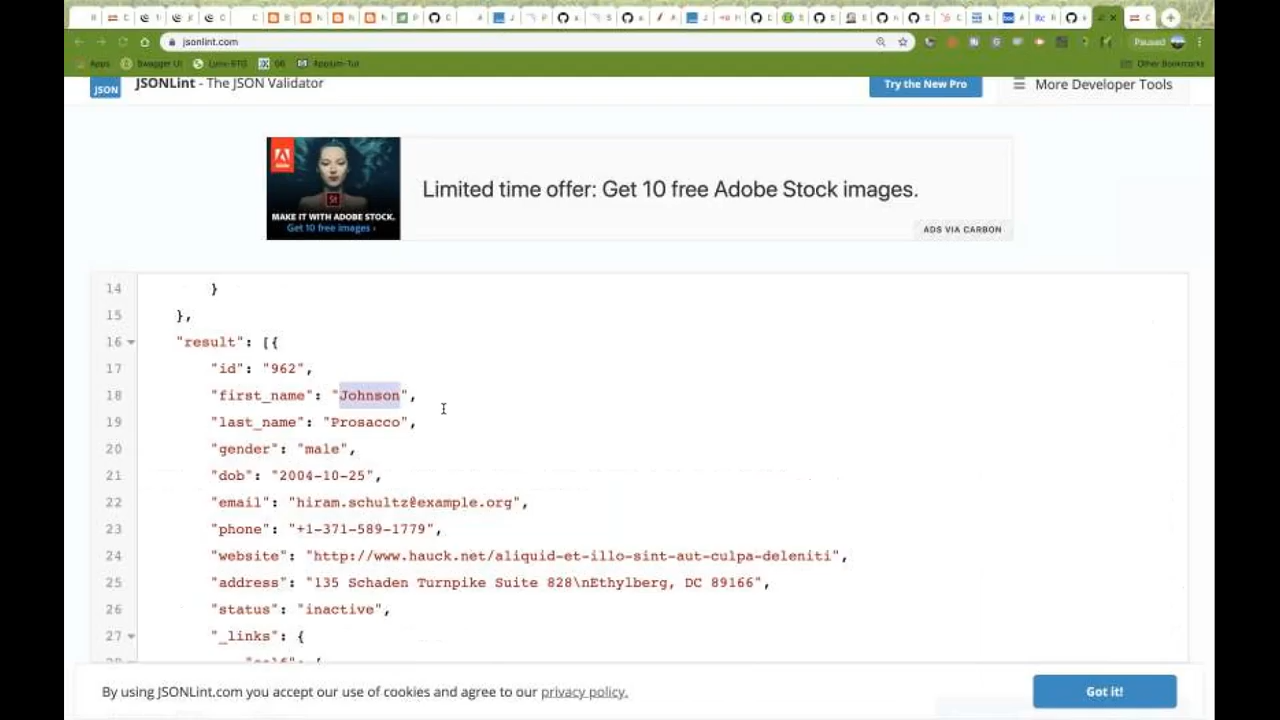 jsonlint.com
Paused
Apps
Swagger UI
Other Bookmarks
JSON
JSONLint - The JSON Validator
Try the New Pro
More Developer Tools
MAKE IT WITH ADOBE STOCK.
Get 10 free images ›
Limited time offer: Get 10 free Adobe Stock images.
ADS VIA CARBON
14 }
15 },
16 "result": [{
17 "id": "962",
18 "first_name": "Johnson",
19 "last_name": "Prosacco",
20 "gender": "male",
21 "dob": "2004-10-25",
22 "email": "hiram.schultz@example.org",
23 "phone": "+1-371-589-1779",
24 "website": "http://www.hauck.net/aliquid-et-illo-sint-aut-culpa-deleniti",
25 "address": "135 Schaden Turnpike Suite 828\nEthylberg, DC 89166",
26 "status": "inactive",
27 "_links": {
By using JSONLint.com you accept our use of cookies and agree to our privacy policy.
Got it!